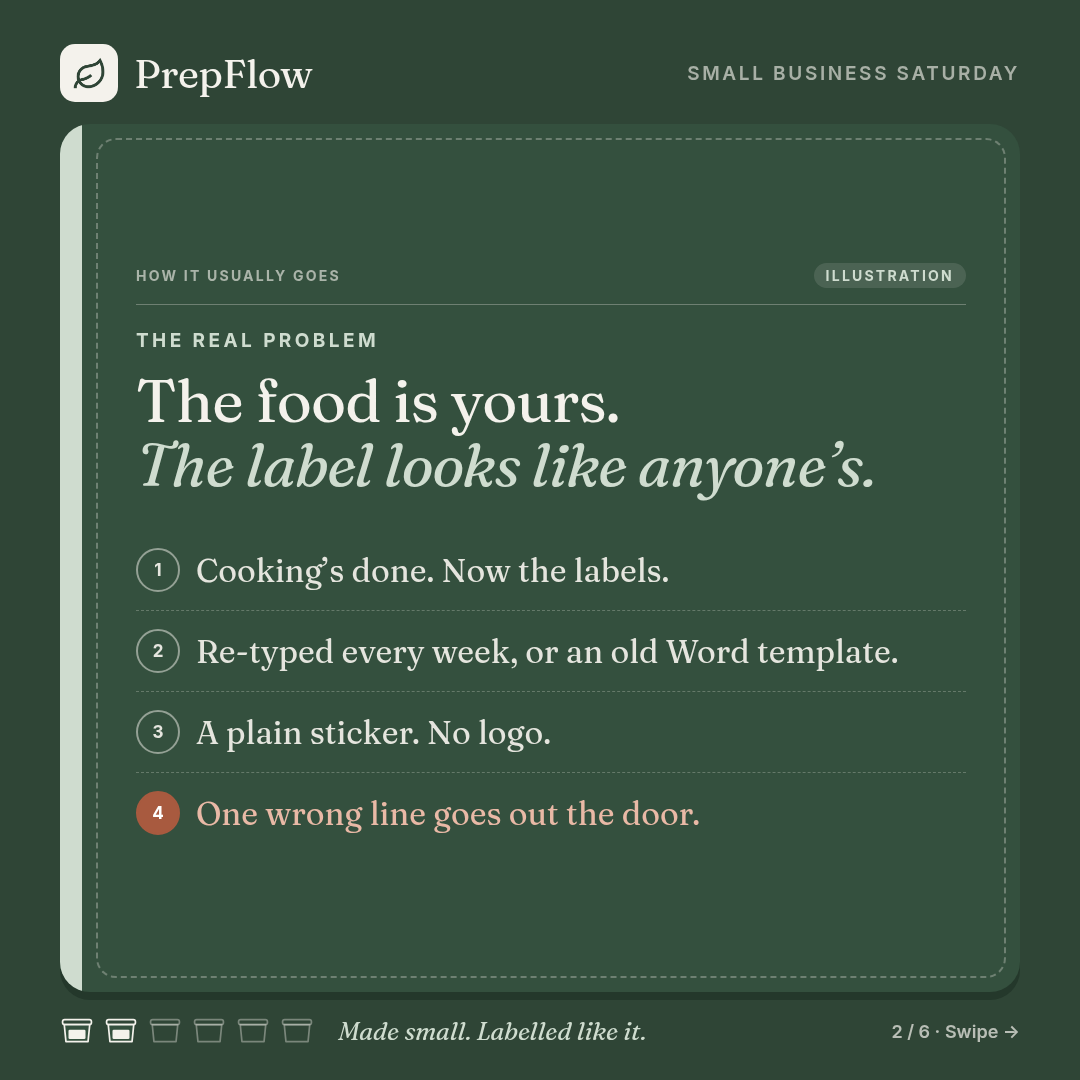 PrepFlow
SMALL BUSINESS SATURDAY
HOW IT USUALLY GOES
ILLUSTRATION
THE REAL PROBLEM
The food is yours.
The label looks like anyone’s.
1 Cooking’s done. Now the labels.
2 Re-typed every week, or an old Word template.
3 A plain sticker. No logo.
4 One wrong line goes out the door.
Made small. Labelled like it.
2 / 6 · Swipe →